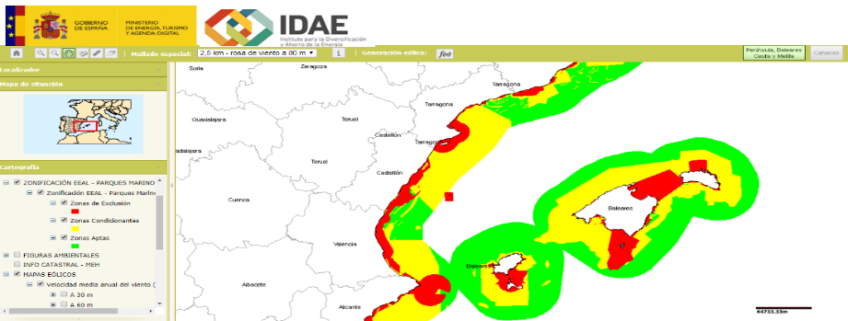 GOBIERNO
DE ESPAÑA
MINISTERIO
DE ENERGÍA, TURISMO
Y AGENDA DIGITAL
IDAE
Instituto para la Diversificación
y Ahorro de la Energía
Mallado espacial:
2,5 km - rosa de viento a 80 m
i
Generación eólica:
f(x)
Península, Baleares
Ceuta y Melilla
Canarias
Localizador
Mapa de situación
Cartografía
ZONIFICACIÓN EEAL - PARQUES MARINO
Zonificación EEAL - Parques Marin
Zonas de Exclusión
Zonas Condicionantes
Zonas Aptas
FIGURAS AMBIENTALES
INFO CATASTRAL - MEH
MAPAS EÓLICOS
Velocidad media anual del viento (
A 30 m
A 60 m
Soria
Zaragoza
Tarragona
Guadalajara
Teruel
Tarragona
Castellón
Tarragona
dalajara
Teruel
Castellón
Cuenca
Baleares
Valencia
Baleares
Albacete
Alicante
64733.33m